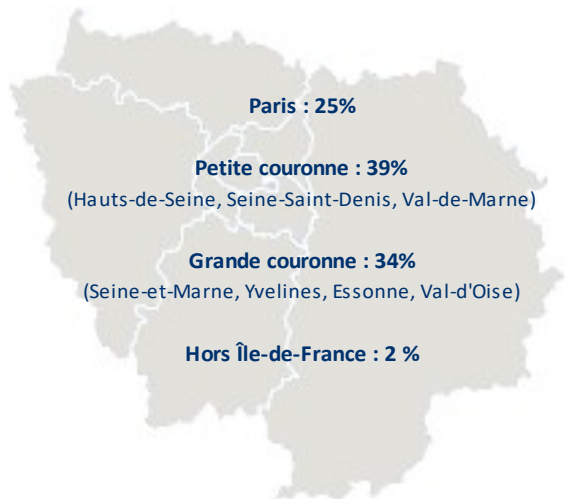 Paris : 25%
Petite couronne : 39%
(Hauts-de-Seine, Seine-Saint-Denis, Val-de-Marne)
Grande couronne : 34%
(Seine-et-Marne, Yvelines, Essonne, Val-d'Oise)
Hors Île-de-France : 2 %